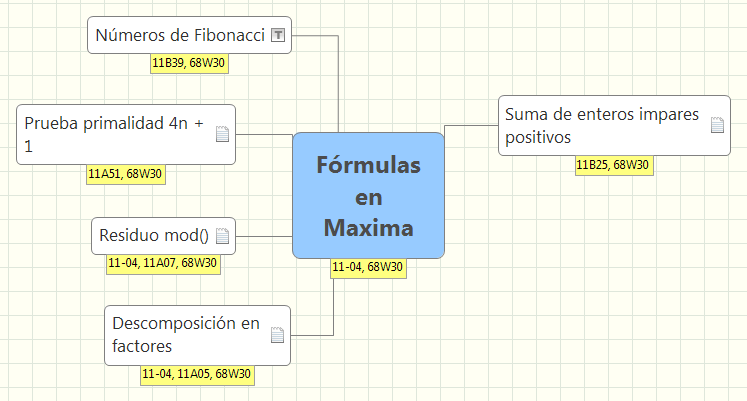 Números de Fibonacci
11B39, 68W30
Prueba primalidad 4n +
1
11A51, 68W30
Residuo mod()
11-04, 11A07, 68W30
Descomposición en
factores
11-04, 11A05, 68W30
Fórmulas
en
Maxima
11-04, 68W30
Suma de enteros impares
positivos
11B25, 68W30